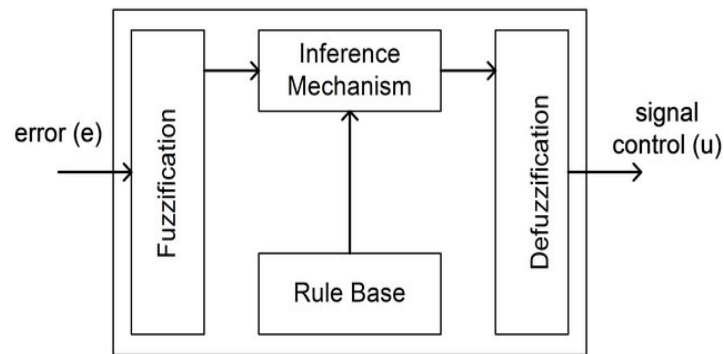 error (e)
Fuzzification
Inference
Mechanism
Rule Base
Defuzzification
signal
control (u)